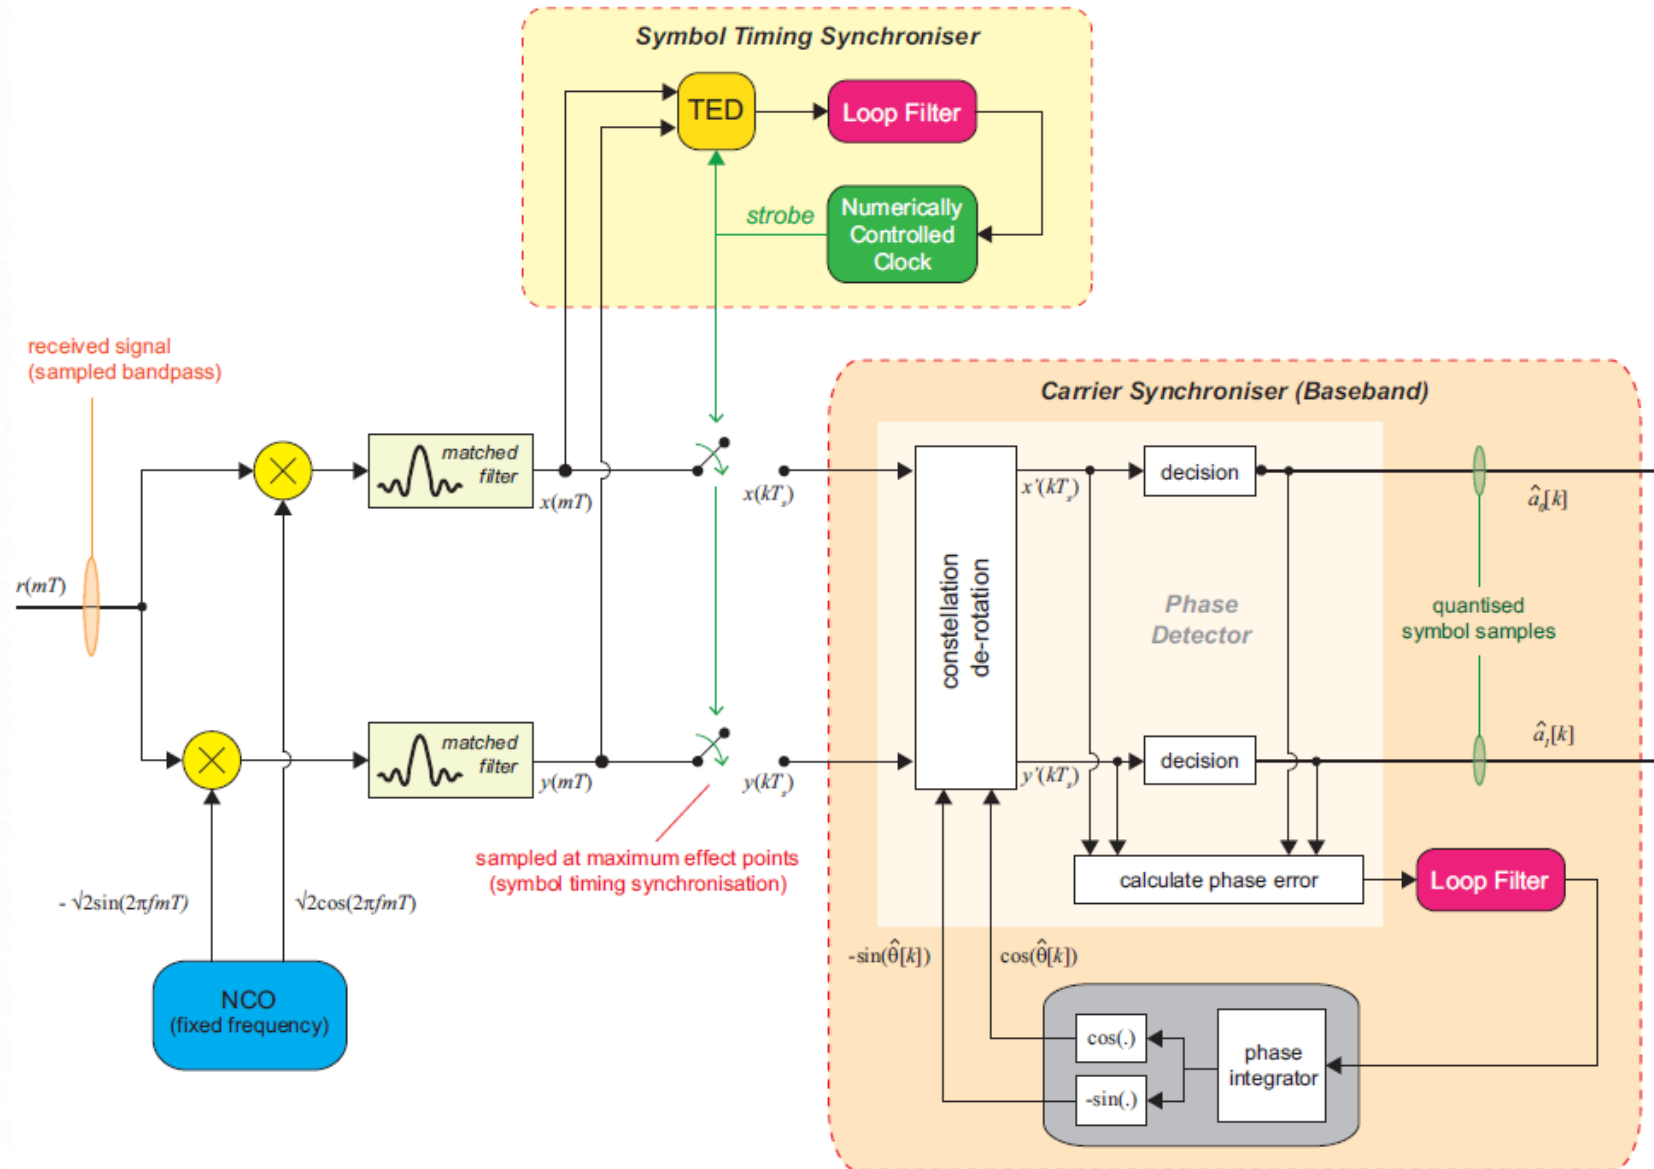 Symbol Timing Synchroniser
TED
Loop Filter
strobe
Numerically
Controlled
Clock
received signal
(sampled bandpass)
Carrier Synchroniser (Baseband)
matched
filter
x(mT)
x(kTₛ)
x'(kTₛ)
decision
â₀[k]
r(mT)
constellation
de-rotation
Phase
Detector
quantised
symbol samples
matched
filter
y(mT)
y(kTₛ)
y'(kTₛ)
decision
â₁[k]
sampled at maximum effect points
(symbol timing synchronisation)
calculate phase error
Loop Filter
- √2sin(2πfmT)
√2cos(2πfmT)
-sin(θ̂[k])
cos(θ̂[k])
NCO
(fixed frequency)
cos(.)
-sin(.)
phase
integrator